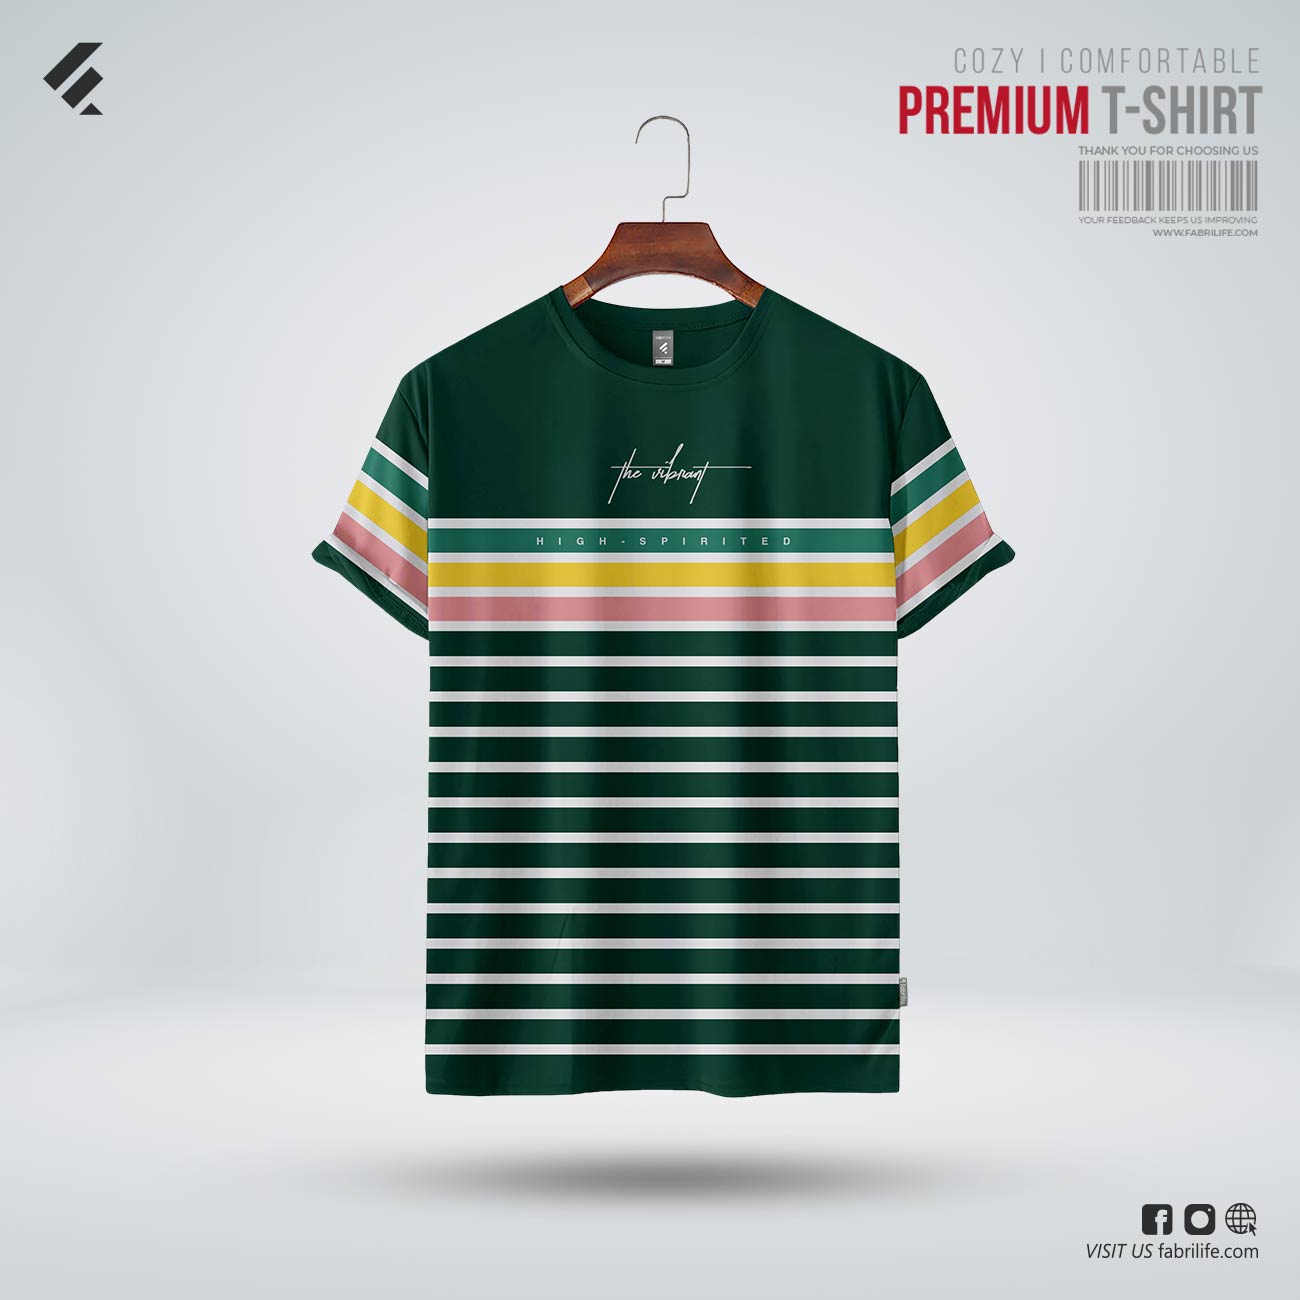 COZY | COMFORTABLE
PREMIUM T-SHIRT
THANK YOU FOR CHOOSING US
YOUR FEEDBACK KEEPS US IMPROVING
WWW.FABRILIFE.COM
fabrilife
M
the vibrant
HIGH-SPIRITED
VISIT US fabrilife.com